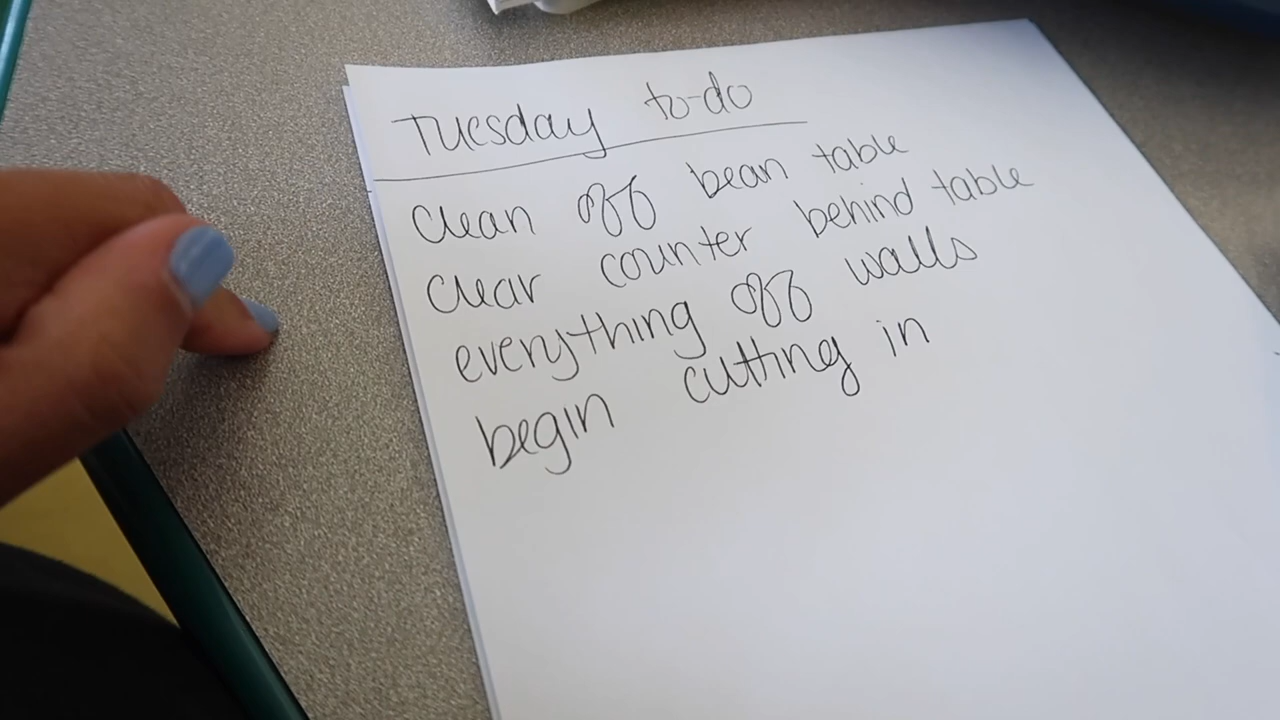 Tuesday to-do
clean off bean table
clear counter behind table
everything off walls
begin cutting in